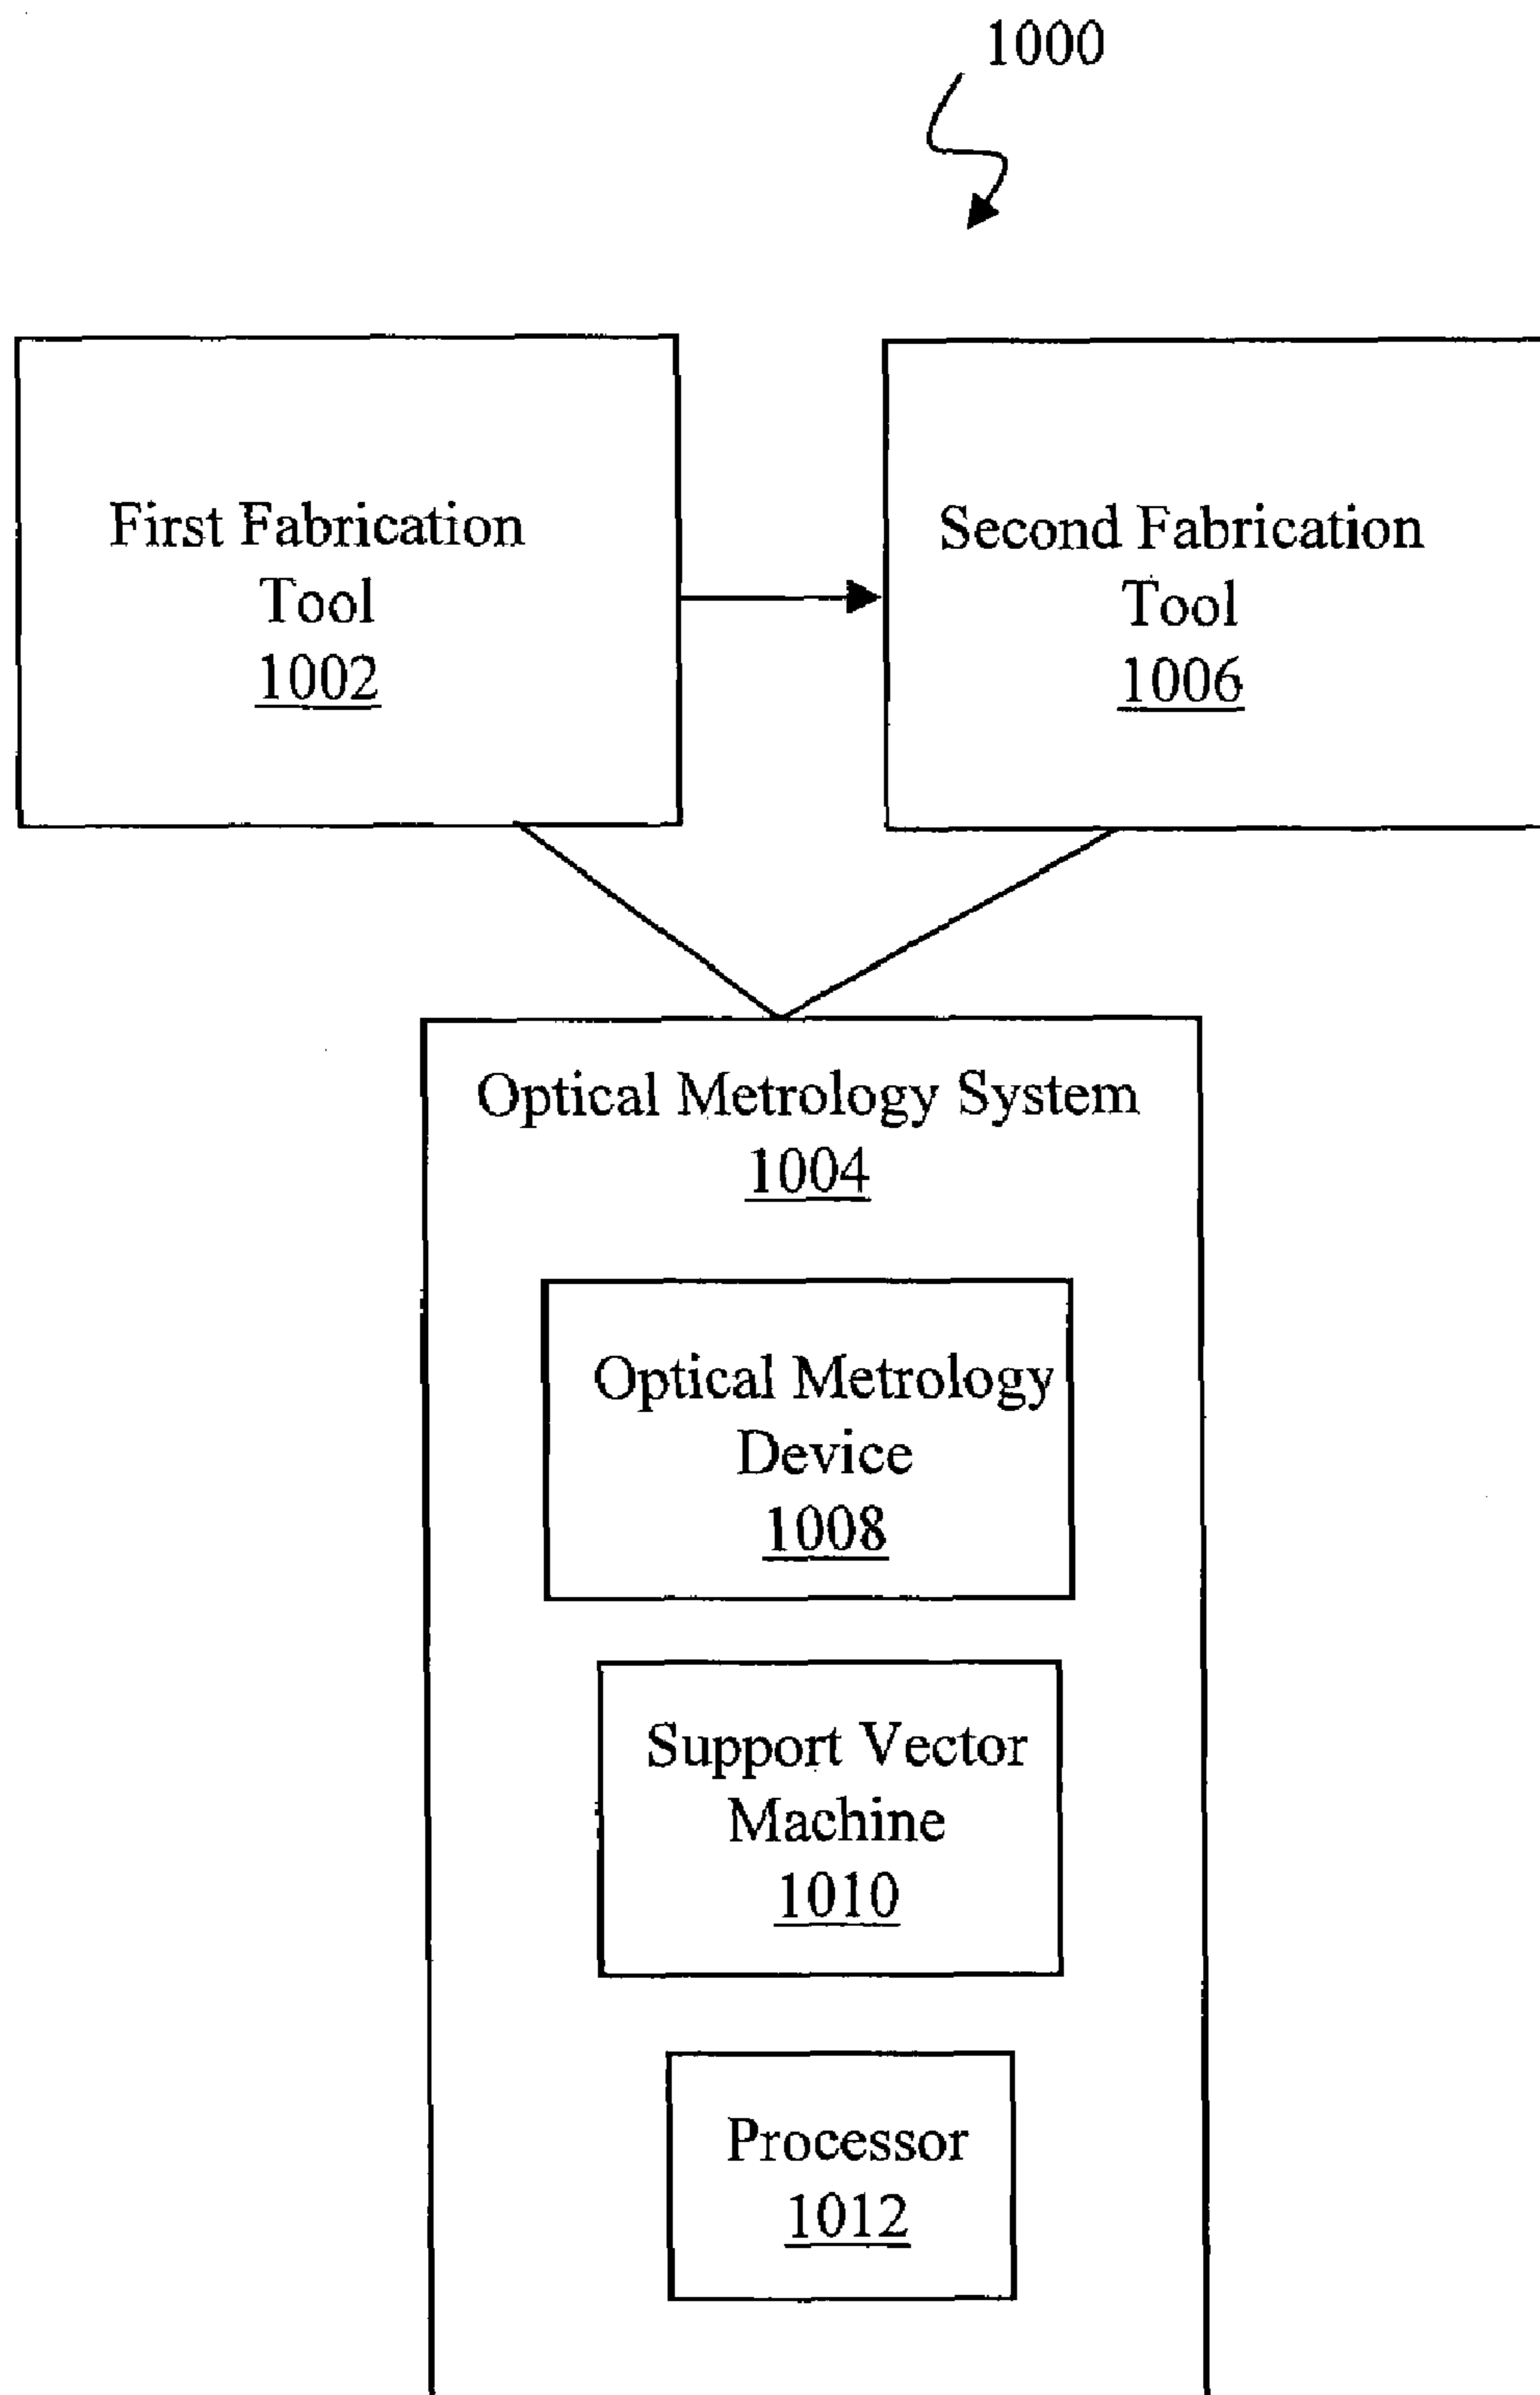 1000
First Fabrication
Tool
1002
Second Fabrication
Tool
1006
Optical Metrology System
1004
Optical Metrology
Device
1008
Support Vector
Machine
1010
Processor
1012